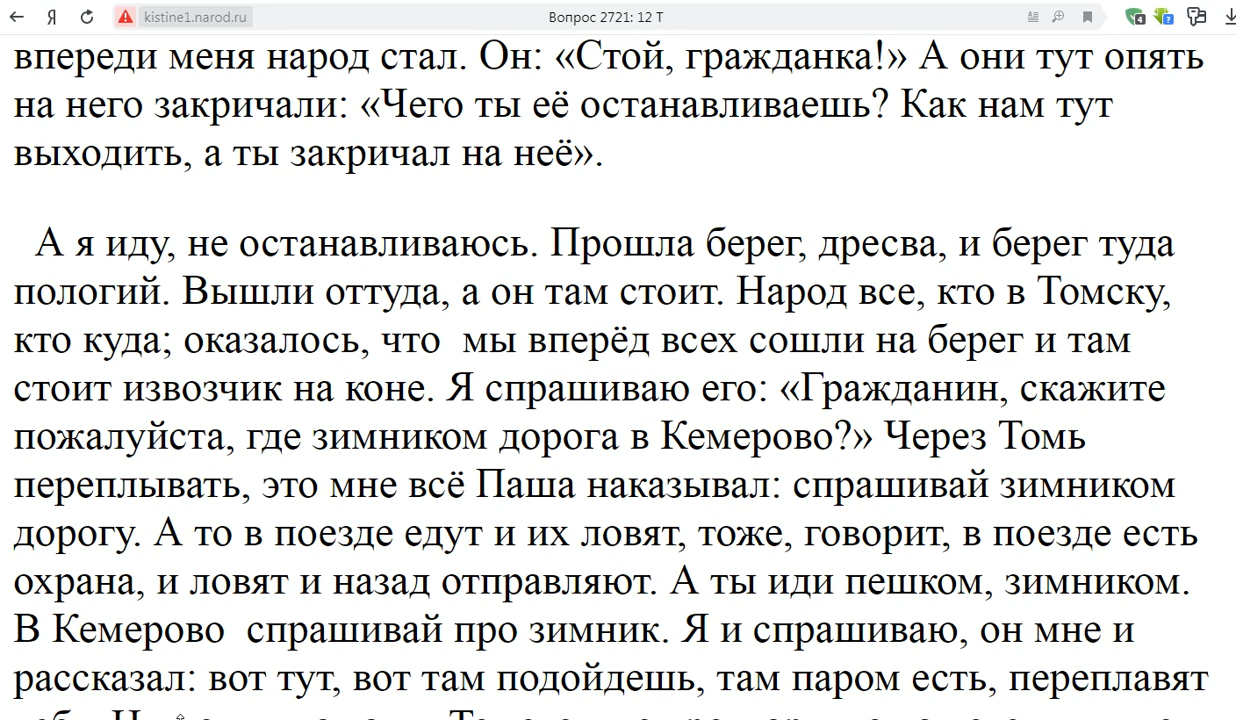 Я
kistine1.narod.ru
Вопрос 2721: 12 Т
4
?
впереди меня народ стал. Он: «Стой, гражданка!» А они тут опять
на него закричали: «Чего ты её останавливаешь? Как нам тут
выходить, а ты закричал на неё».
А я иду, не останавливаюсь. Прошла берег, дресва, и берег туда
пологий. Вышли оттуда, а он там стоит. Народ все, кто в Томску,
кто куда; оказалось, что  мы вперёд всех сошли на берег и там
стоит извозчик на коне. Я спрашиваю его: «Гражданин, скажите
пожалуйста, где зимником дорога в Кемерово?» Через Томь
переплывать, это мне всё Паша наказывал: спрашивай зимником
дорогу. А то в поезде едут и их ловят, тоже, говорит, в поезде есть
охрана, и ловят и назад отправляют. А ты иди пешком, зимником.
В Кемерово  спрашивай про зимник. Я и спрашиваю, он мне и
рассказал: вот тут, вот там подойдешь, там паром есть, переплавят